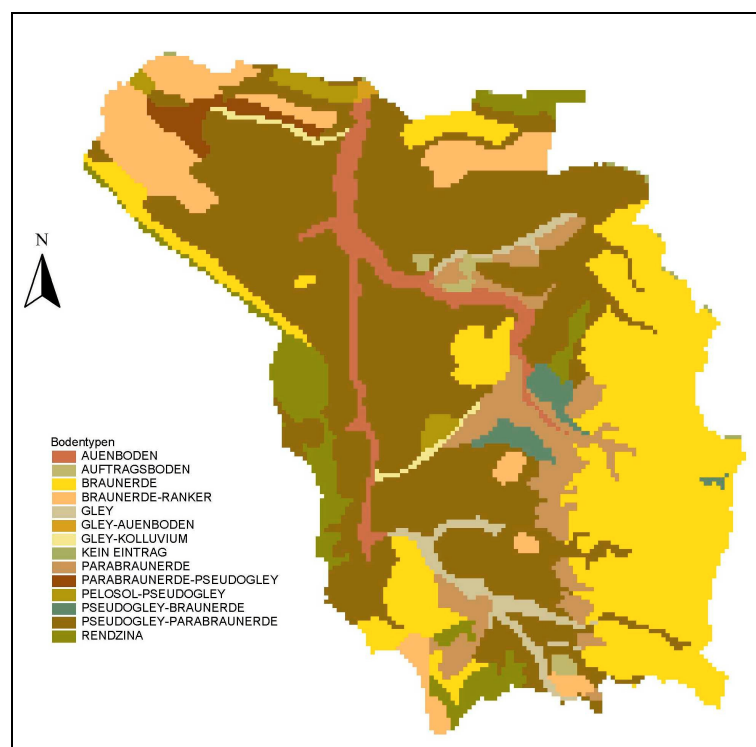 N
Bodentypen
AUENBODEN
AUFTRAGSBODEN
BRAUNERDE
BRAUNERDE-RANKER
GLEY
GLEY-AUENBODEN
GLEY-KOLLUVIUM
KEIN EINTRAG
PARABRAUNERDE
PARABRAUNERDE-PSEUDOGLEY
PELOSOL-PSEUDOGLEY
PSEUDOGLEY-BRAUNERDE
PSEUDOGLEY-PARABRAUNERDE
RENDZINA